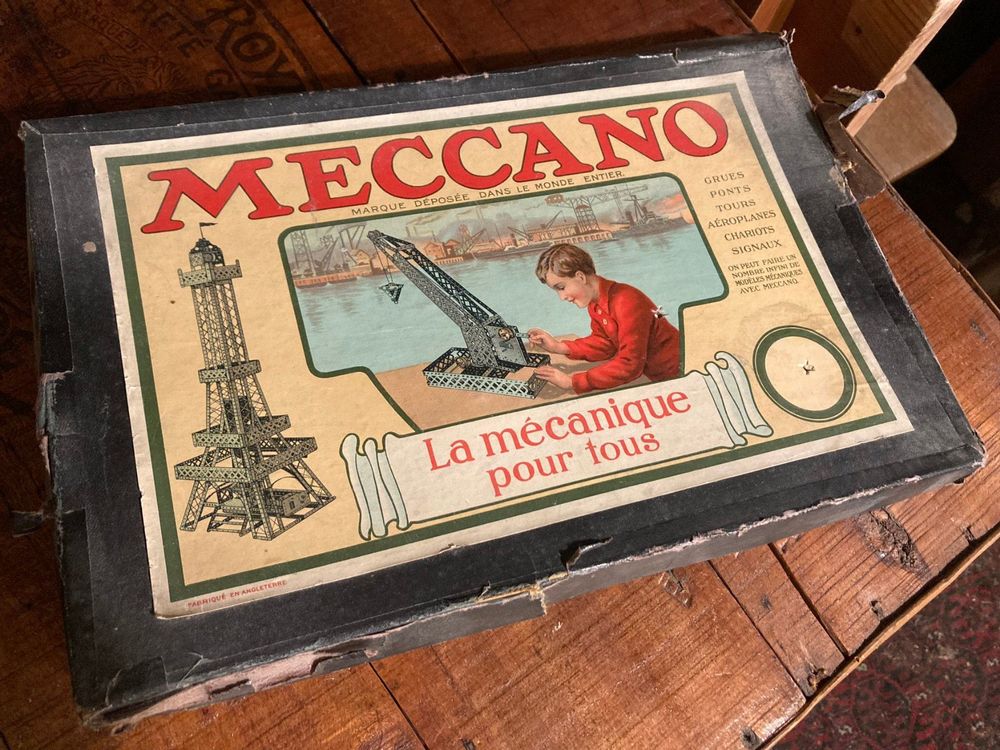 ROY
MECCANO
MARQUE DÉPOSÉE DANS LE MONDE ENTIER.
GRUES
PONTS
TOURS
AÉROPLANES
CHARIOTS
SIGNAUX
ON PEUT FAIRE UN
NOMBRE INFINI DE
MODÈLES MÉCANIQUES
AVEC MECCANO.
La mécanique
pour tous
FABRIQUÉ EN ANGLETERRE